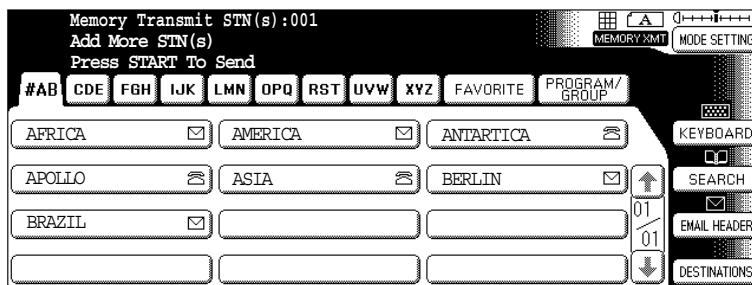 Memory Transmit STN(s):001
Add More STN(s)
Press START To Send
A
MEMORY XMT
MODE SETTING
#AB CDE FGH IJK LMN OPQ RST UVW XYZ FAVORITE PROGRAM/
GROUP
AFRICA AMERICA ANTARTICA
KEYBOARD
APOLLO ASIA BERLIN
SEARCH
BRAZIL
01
01
EMAIL HEADER
DESTINATIONS